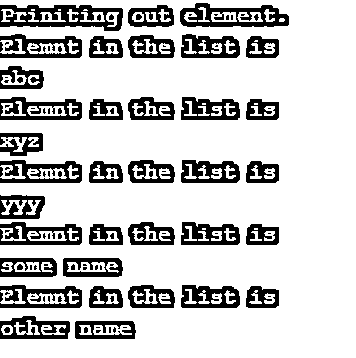 Priniting out element.
Elemnt in the list is
abc
Elemnt in the list is
xyz
Elemnt in the list is
yyy
Elemnt in the list is
some name
Elemnt in the list is
other name